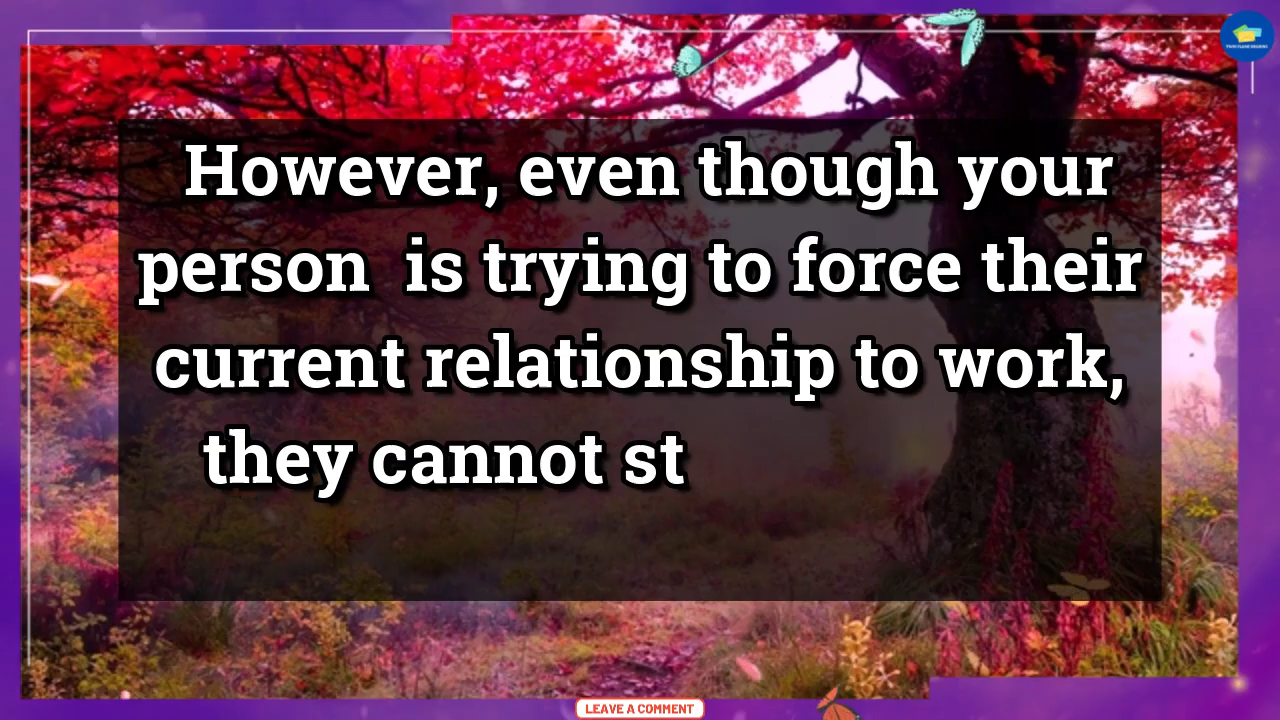 However, even though your
person  is trying to force their
current relationship to work,
they cannot st
LEAVE A COMMENT